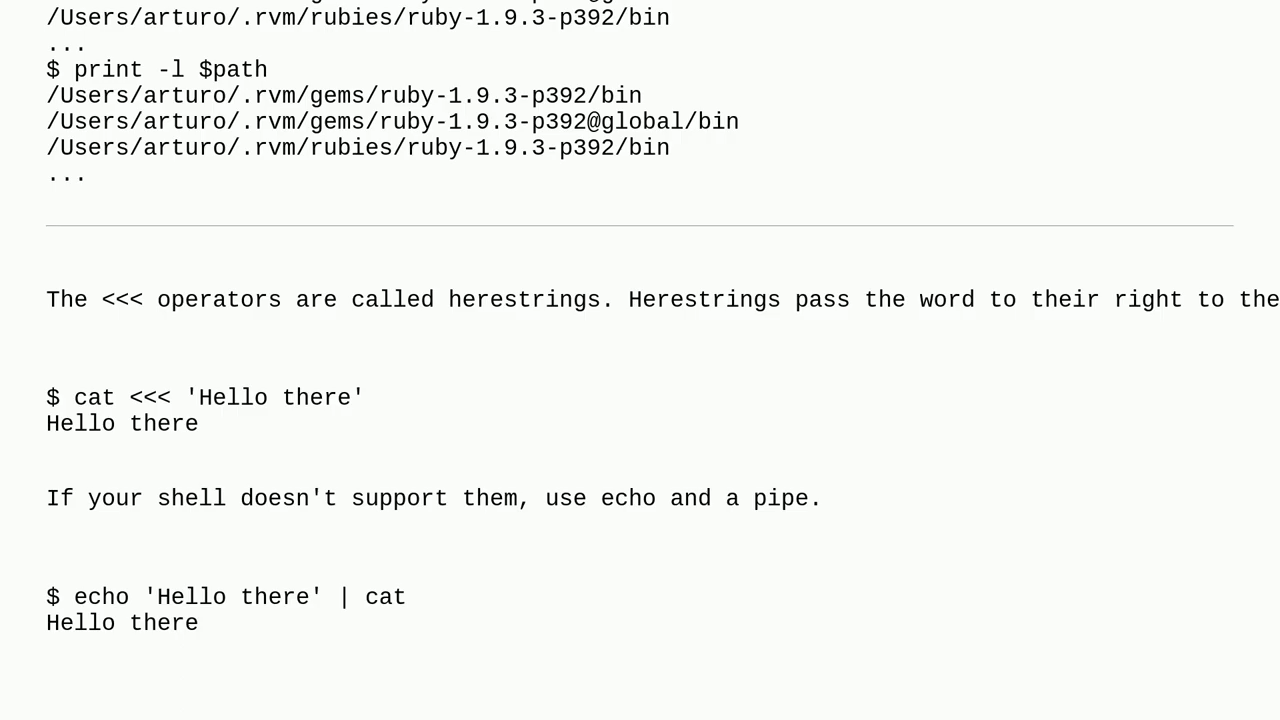 /Users/arturo/.rvm/rubies/ruby-1.9.3-p392/bin
...
$ print -l $path
/Users/arturo/.rvm/gems/ruby-1.9.3-p392/bin
/Users/arturo/.rvm/gems/ruby-1.9.3-p392@global/bin
/Users/arturo/.rvm/rubies/ruby-1.9.3-p392/bin
...
The <<< operators are called herestrings. Herestrings pass the word to their right to the
$ cat <<< 'Hello there'
Hello there
If your shell doesn't support them, use echo and a pipe.
$ echo 'Hello there' | cat
Hello there